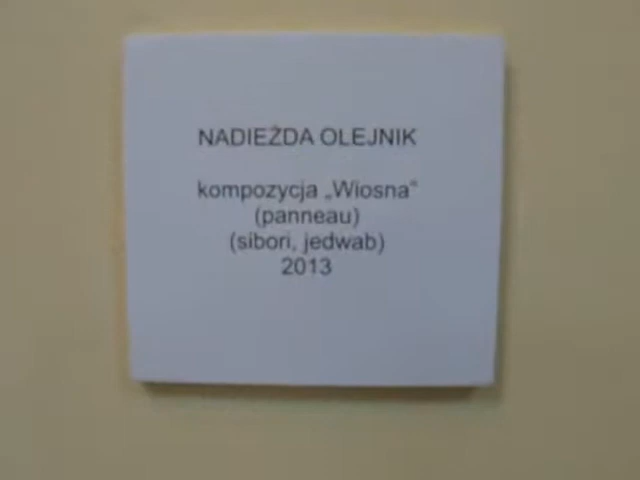 NADIEŻDA OLEJNIK
kompozycja „Wiosna”
(panneau)
(sibori, jedwab)
2013